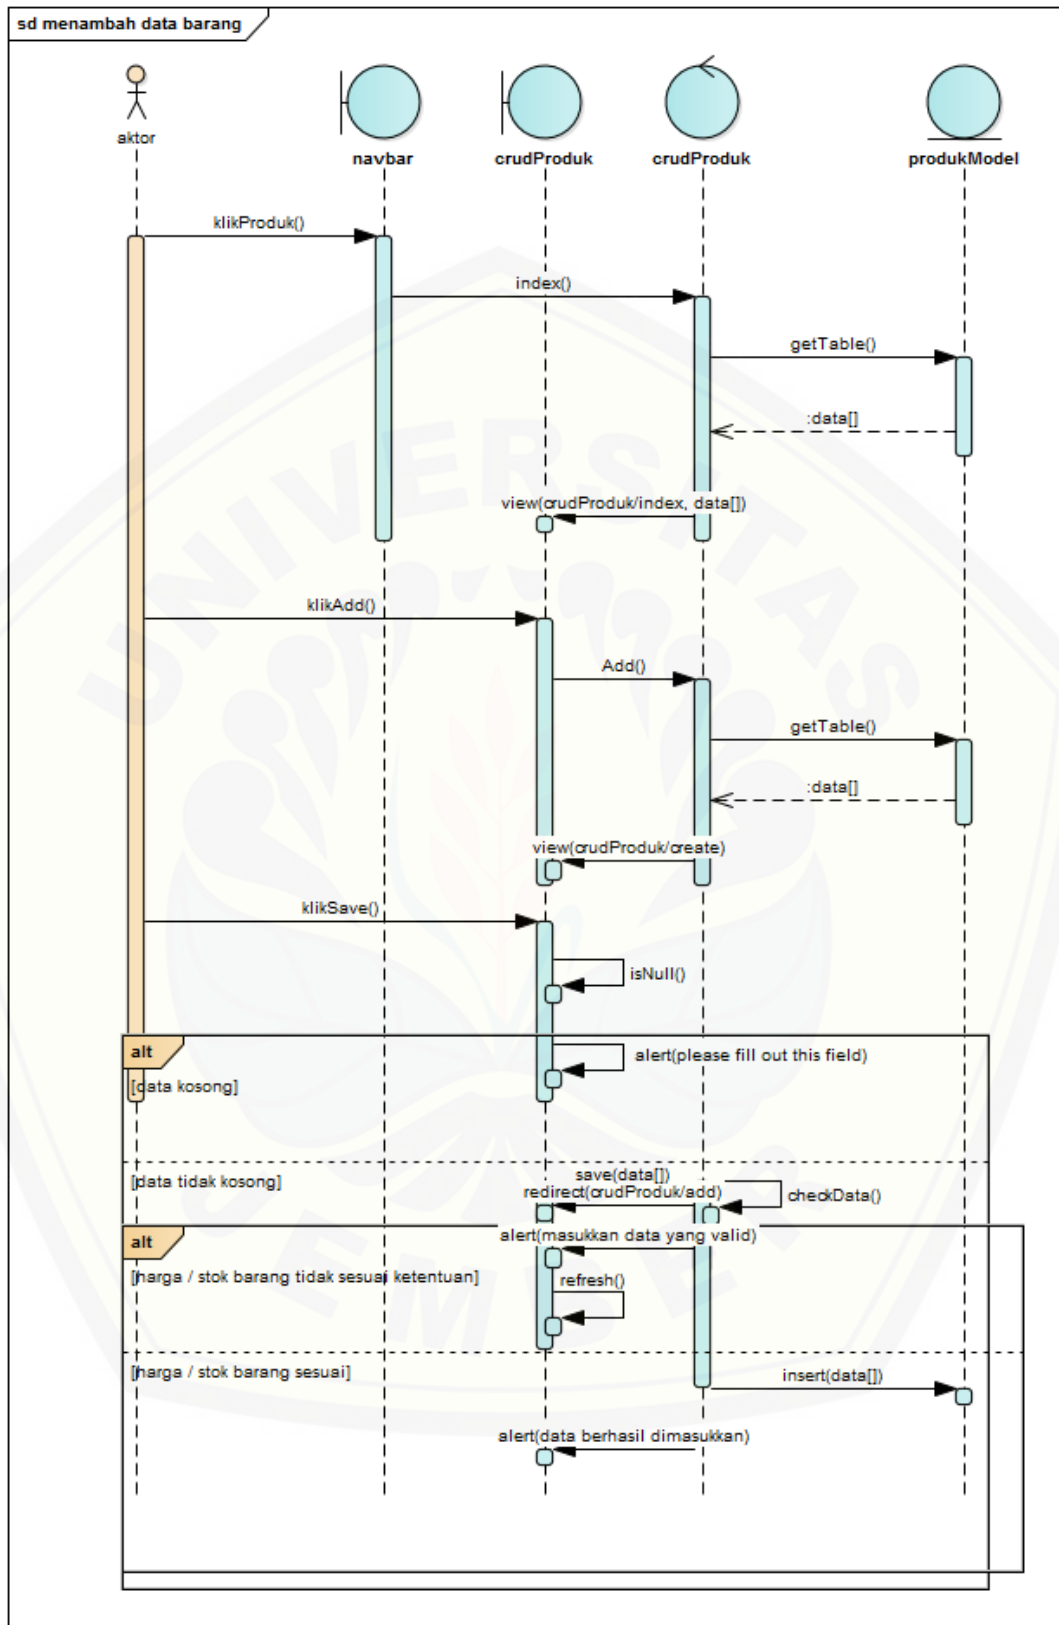 sd menambah data barang
aktor
navbar
crudProduk
crudProduk
produkModel
klikProduk()
index()
getTable()
:data[]
view(crudProduk/index, data[])
klikAdd()
Add()
getTable()
:data[]
view(crudProduk/create)
klikSave()
isNull()
alt
alert(please fill out this field)
[data kosong]
save(data[])
[data tidak kosong]
redirect(crudProduk/add)
checkData()
alt
alert(masukkan data yang valid)
[harga / stok barang tidak sesuai ketentuan]
refresh()
[harga / stok barang sesuai]
insert(data[])
alert(data berhasil dimasukkan)
UNIVERSITAS
JEMBER